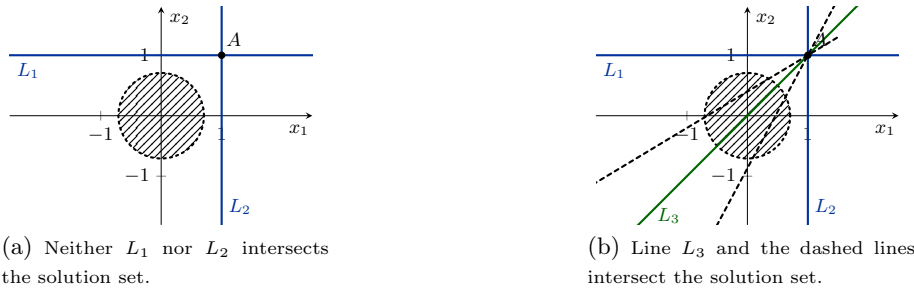 x₂
1
A
L₁
−1
1
x₁
−1
L₂
(a) Neither L₁ nor L₂ intersects
the solution set.
x₂
1
L₁
−1
1
x₁
−1
L₃
L₂
(b) Line L₃ and the dashed lines
intersect the solution set.